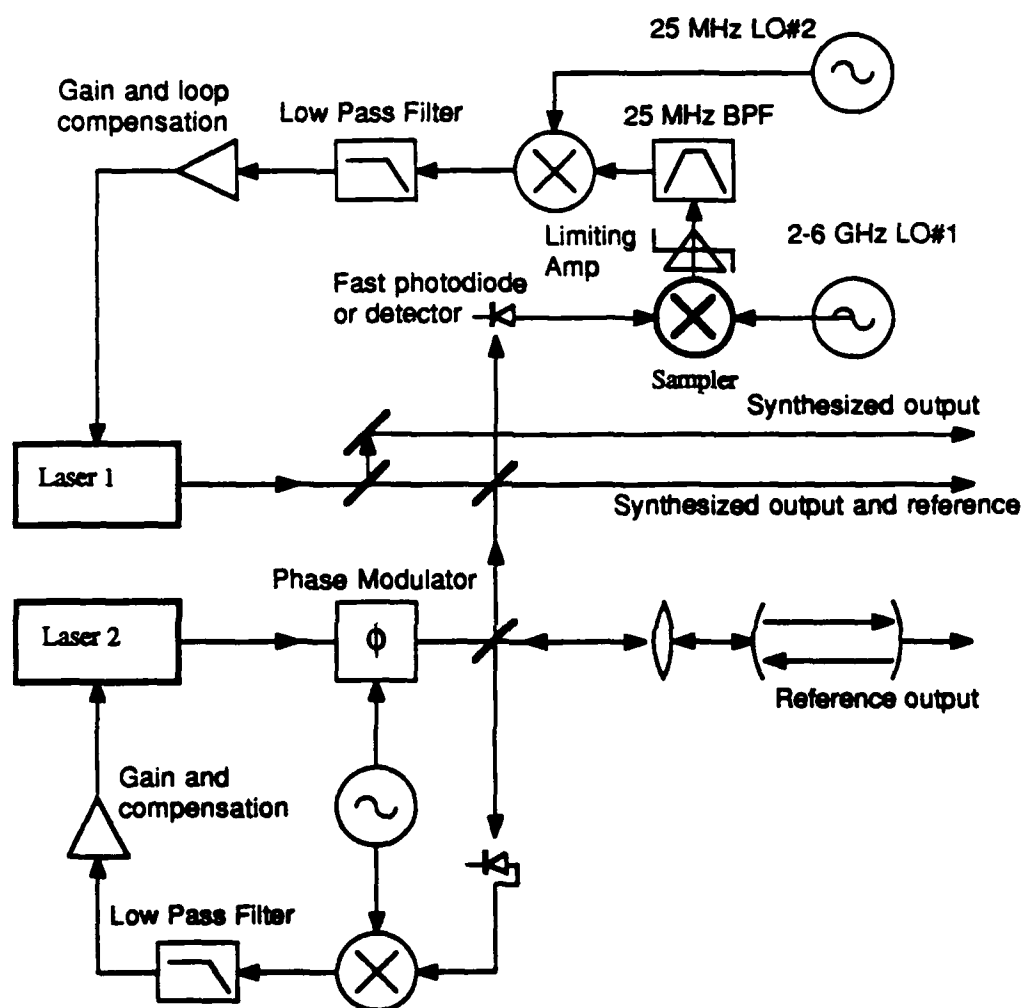 25 MHz LO#2
Gain and loop
compensation
Low Pass Filter
25 MHz BPF
Limiting
Amp
2-6 GHz LO#1
Fast photodiode
or detector
Sampler
Synthesized output
Laser 1
Synthesized output and reference
Phase Modulator
Laser 2
ϕ
Reference output
Gain and
compensation
Low Pass Filter